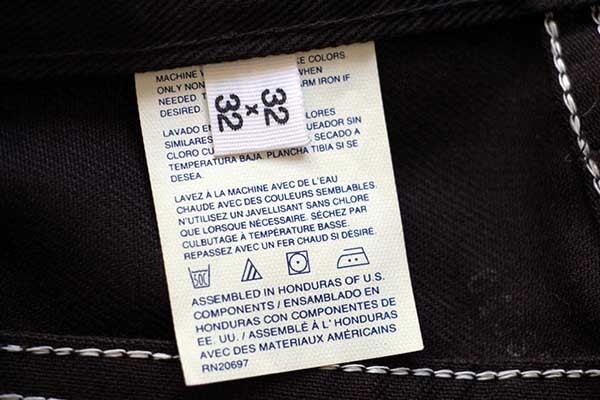 MACHINE KE COLORS.
ONLY NON WHEN
NEEDED. ARM IRON IF
DESIRED.
32 x 32
LAVADO E LORES
SIMILARES UEADOR SIN
CLORO CU SECADO A
TEMPERATURA BAJA. PLANCHA TIBIA SI SE
DESEA.
LAVEZ À LA MACHINE AVEC DE L'EAU
CHAUDE AVEC DES COULEURS SEMBLABLES.
N'UTILISEZ UN JAVELLISANT SANS CHLORE
QUE LORSQUE NÉCESSAIRE. SÉCHEZ PAR
CULBUTAGE À TEMPÉRATURE BASSE.
REPASSEZ AVEC UN FER CHAUD SI DÉSIRÉ.
50C
ASSEMBLED IN HONDURAS OF U.S.
COMPONENTS / ENSAMBLADO EN
HONDURAS CON COMPONENTES DE
EE. UU. / ASSEMBLÉ À L' HONDURAS
AVEC DES MATERIAUX AMÉRICAINS
RN20697